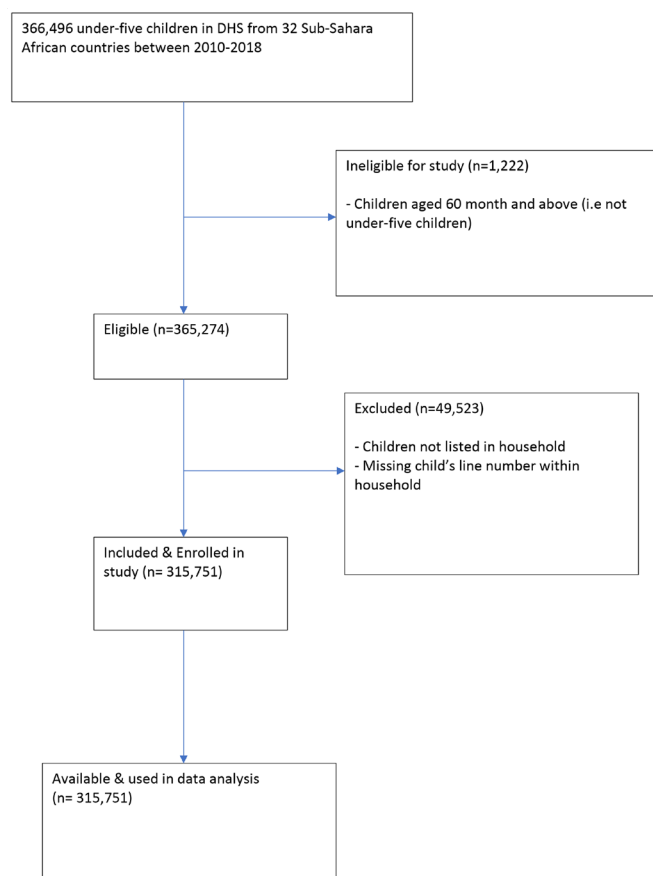 366,496 under-five children in DHS from 32 Sub-Sahara
African countries between 2010-2018
Ineligible for study (n=1,222)
- Children aged 60 month and above (i.e not
under-five children)
Eligible (n=365,274)
Excluded (n=49,523)
- Children not listed in household
- Missing child's line number within
household
Included & Enrolled in
study (n= 315,751)
Available & used in data analysis
(n= 315,751)